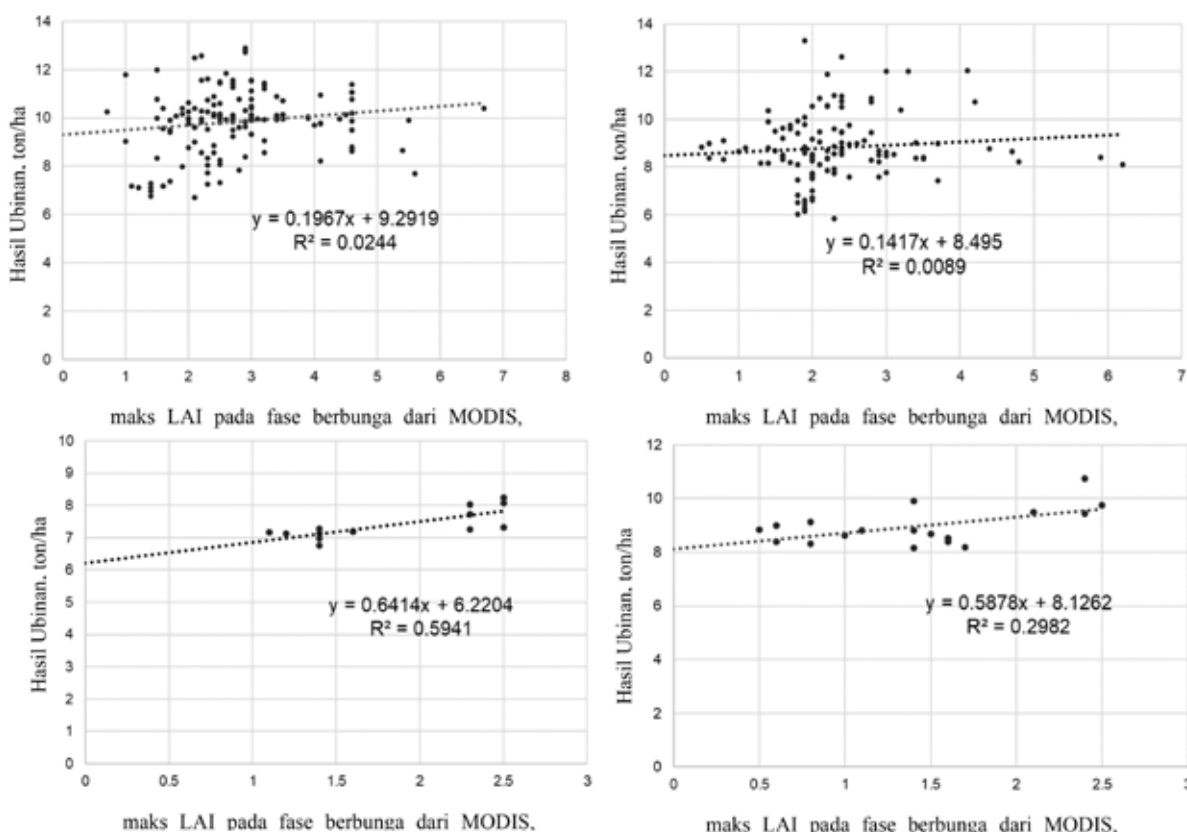 14
12
10
8
6
4
2
0
Hasil Ubinan. ton/ha
y = 0.1967x + 9.2919
R² = 0.0244
0 1 2 3 4 5 6 7 8
maks LAI pada fase berbunga dari MODIS,
14
12
10
8
6
4
2
0
Hasil Ubinan. ton/ha
y = 0.1417x + 8.495
R² = 0.0089
0 1 2 3 4 5 6 7
maks LAI pada fase berbunga dari MODIS,
10
9
8
7
6
5
4
3
2
1
0
Hasil Ubinan. ton/ha
y = 0.6414x + 6.2204
R² = 0.5941
0 0.5 1 1.5 2 2.5 3
maks LAI pada fase berbunga dari MODIS,
12
10
8
6
4
2
0
Hasil Ubinan. ton/ha
y = 0.5878x + 8.1262
R² = 0.2982
0 0.5 1 1.5 2 2.5 3
maks LAI pada fase berbunga dari MODIS,